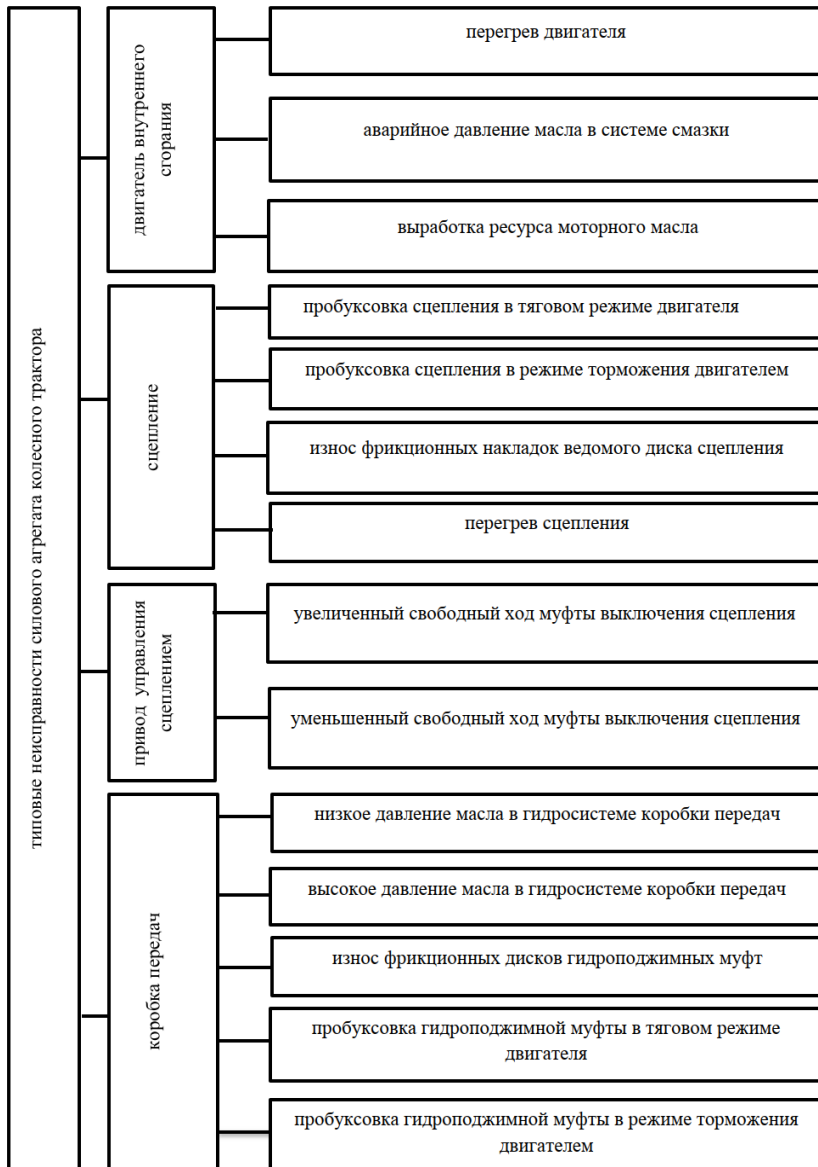 типовые неисправности силового агрегата колесного трактора
двигатель внутреннего
сгорания
перегрев двигателя
аварийное давление масла в системе смазки
выработка ресурса моторного масла
сцепление
пробуксовка сцепления в тяговом режиме двигателя
пробуксовка сцепления в режиме торможения двигателем
износ фрикционных накладок ведомого диска сцепления
перегрев сцепления
привод управления
сцеплением
увеличенный свободный ход муфты выключения сцепления
уменьшенный свободный ход муфты выключения сцепления
коробка передач
низкое давление масла в гидросистеме коробки передач
высокое давление масла в гидросистеме коробки передач
износ фрикционных дисков гидроподжимных муфт
пробуксовка гидроподжимной муфты в тяговом режиме
двигателя
пробуксовка гидроподжимной муфты в режиме торможения
двигателем